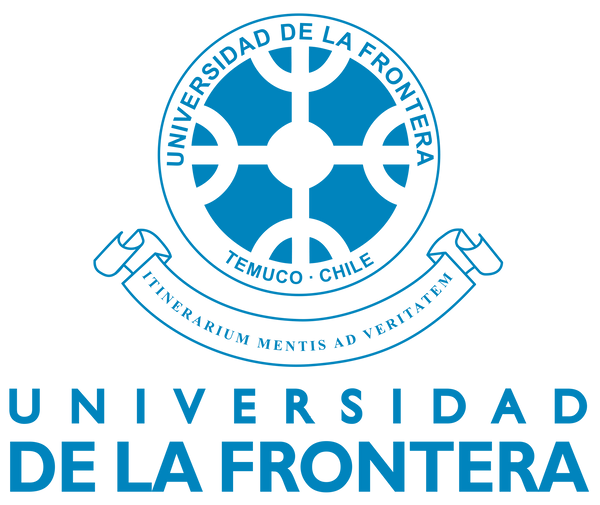 UNIVERSIDAD DE LA FRONTERA
TEMUCO · CHILE
ITINERARIUM MENTIS AD VERITATEM
UNIVERSIDAD
DE LA FRONTERA